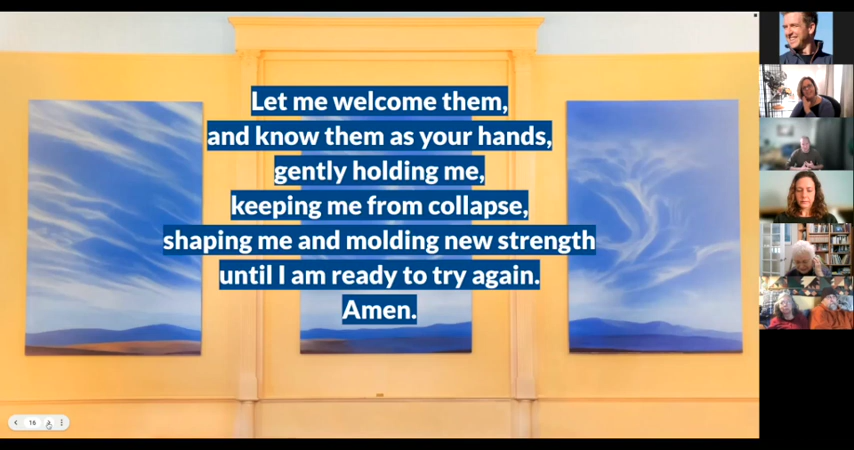 Let me welcome them,
and know them as your hands,
gently holding me,
keeping me from collapse,
shaping me and molding new strength
until I am ready to try again.
Amen.
16